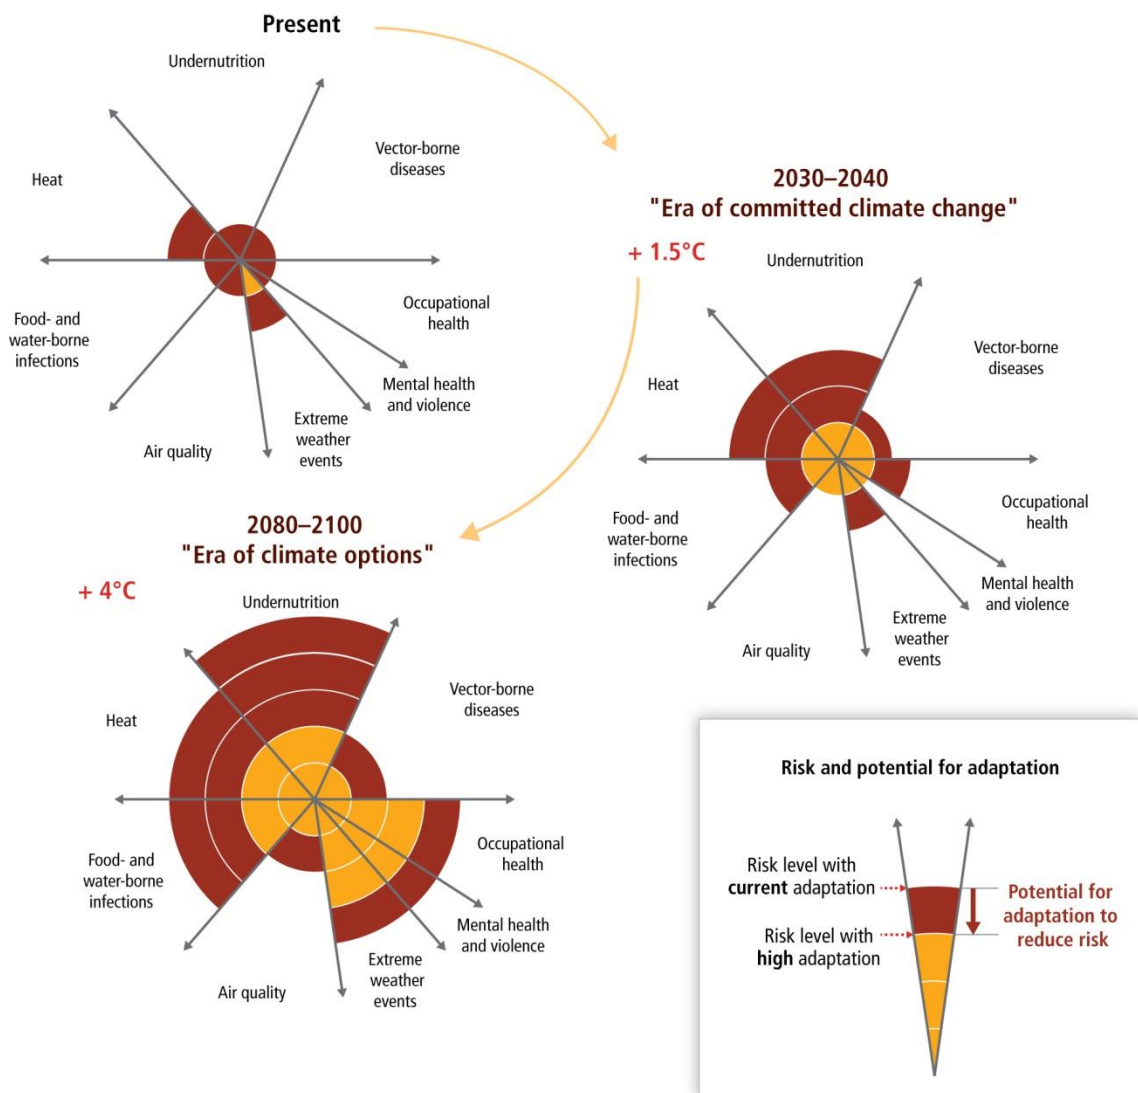 Present
Undernutrition
Vector-borne
diseases
Heat
Occupational
health
Food- and
water-borne
infections
Mental health
and violence
Extreme
weather
events
Air quality
2030–2040
"Era of committed climate change"
+ 1.5°C
Undernutrition
Vector-borne
diseases
Heat
Occupational
health
Food- and
water-borne
infections
Mental health
and violence
Extreme
weather
events
Air quality
2080–2100
"Era of climate options"
+ 4°C
Undernutrition
Vector-borne
diseases
Heat
Occupational
health
Food- and
water-borne
infections
Mental health
and violence
Extreme
weather
events
Air quality
Risk and potential for adaptation
Risk level with
current adaptation
Risk level with
high adaptation
Potential for
adaptation to
reduce risk